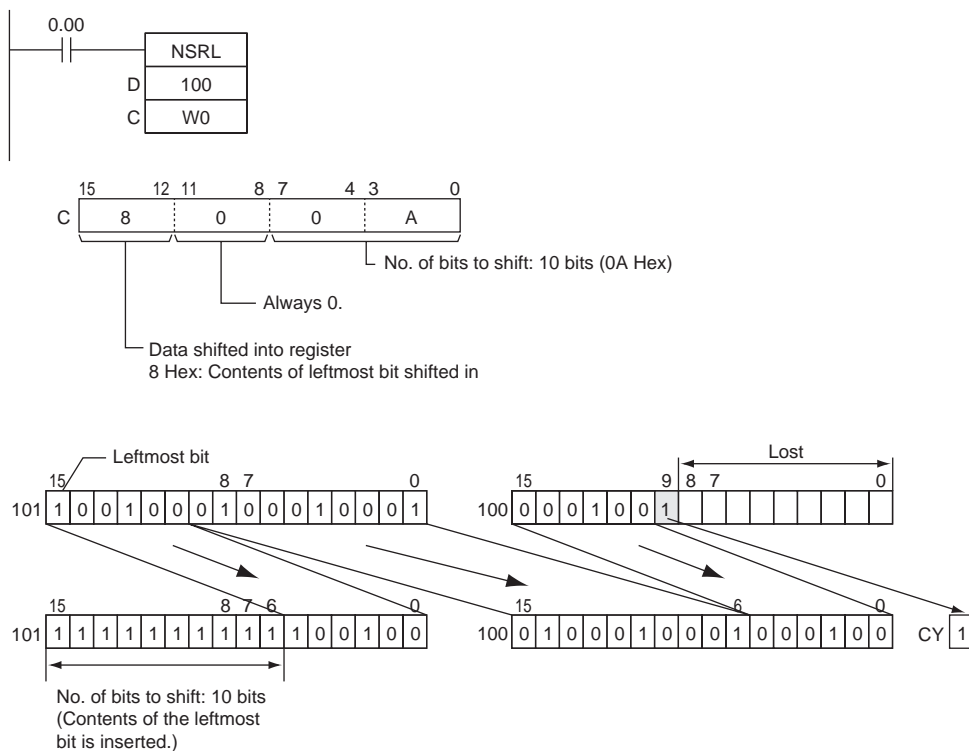 0.00
NSRL
D 100
C W0
15 12 11 8 7 4 3 0
C 8 0 0 A
No. of bits to shift: 10 bits (0A Hex)
Always 0.
Data shifted into register
8 Hex: Contents of leftmost bit shifted in
Leftmost bit
Lost
15 8 7 0 15 9 8 7 0
101 1 0 0 1 0 0 0 0 1 0 0 0 1 0 0 1 100 0 0 0 1 0 0 1
15 8 7 6 0 15 6 0
101 1 1 1 1 1 1 1 1 1 1 1 0 0 1 0 0 100 0 1 0 0 0 1 0 0 0 1 0 0 0 1 0 0 CY 1
No. of bits to shift: 10 bits
(Contents of the leftmost
bit is inserted.)